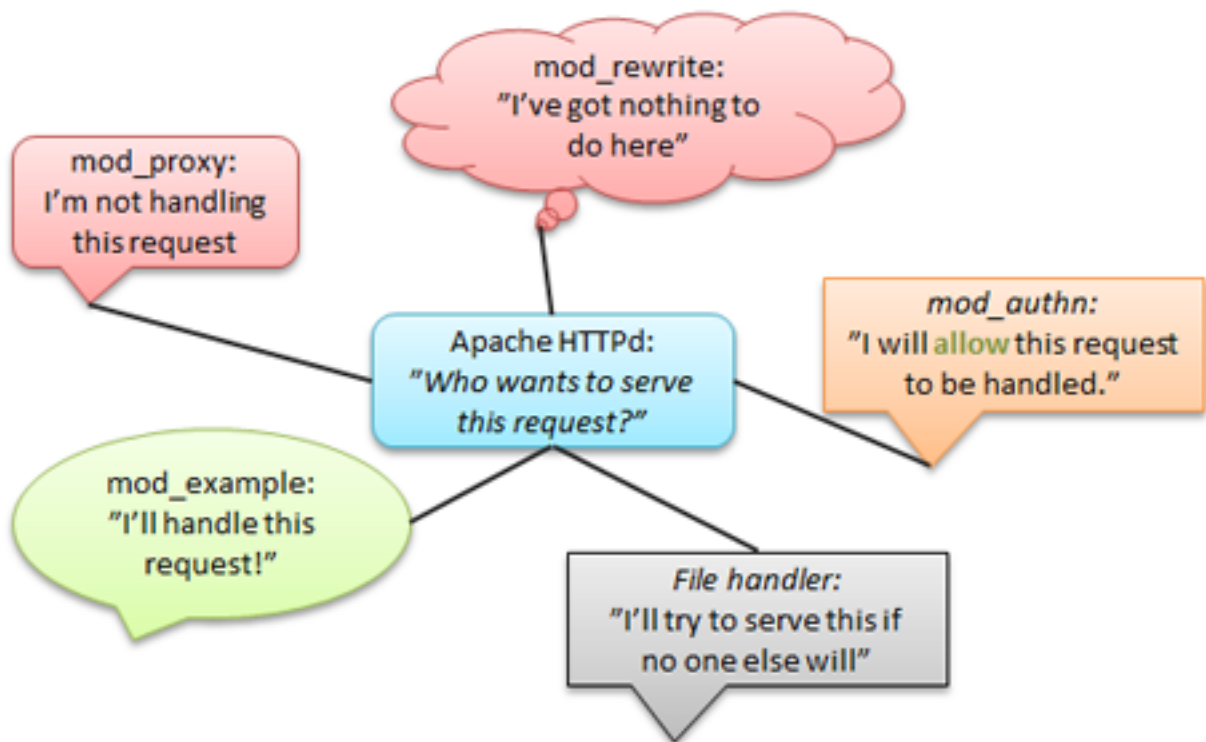 mod_rewrite:
"I've got nothing to
do here"
mod_proxy:
I'm not handling
this request
mod_authn:
"I will allow this request
to be handled."
Apache HTTPd:
"Who wants to serve
this request?"
mod_example:
"I'll handle this
request!"
File handler:
"I'll try to serve this if
no one else will"